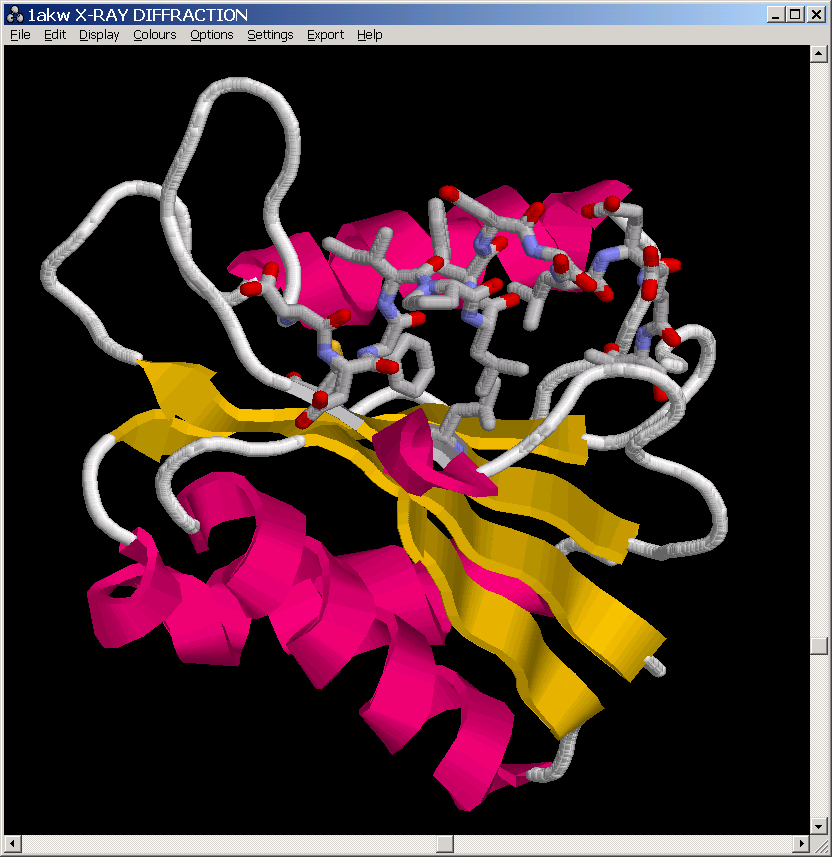 1akw X-RAY DIFFRACTION
File Edit Display Colours Options Settings Export Help